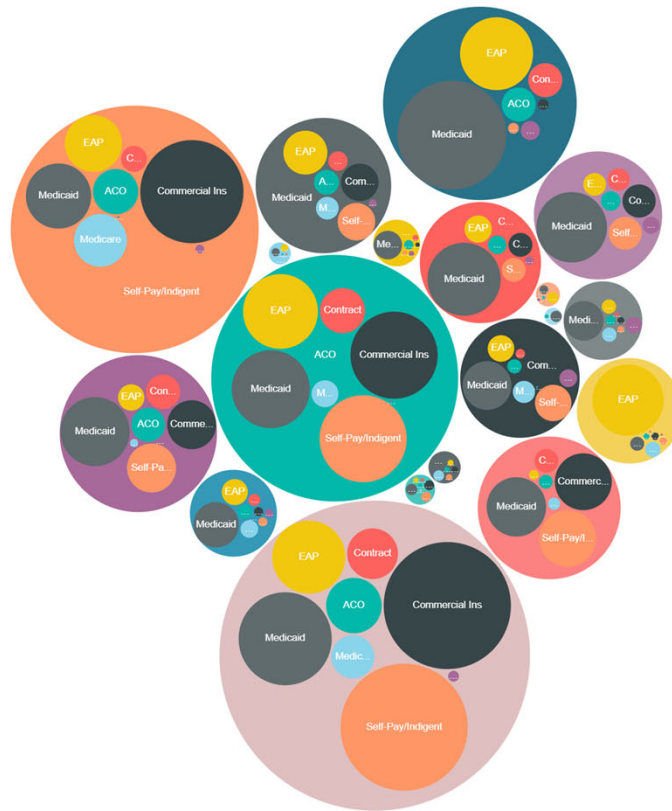 EAP
Con...
ACO
...
Medicaid
...
EAP
C...
Medicaid
ACO
Commercial Ins
Medicare
Self-Pay/Indigent
EAP
...
Medicaid
A...
Com...
M...
Self-...
Me...
E...
C...
...
Co...
Medicaid
Self...
...
EAP
C...
...
C...
Medicaid
S...
EAP
Contract
ACO
Commercial Ins
Medicaid
M...
Self-Pay/Indigent
Medi...
...
EAP
Com...
...
Medicaid
M...
Self-...
EAP
EAP
Con...
Medicaid
ACO
Comme...
Self-Pa...
C...
Commerc...
Medicaid
...
Self-Pay/I...
EAP
...
Medicaid
...
EAP
Contract
Commercial Ins
ACO
Medicaid
Medic...
Self-Pay/Indigent